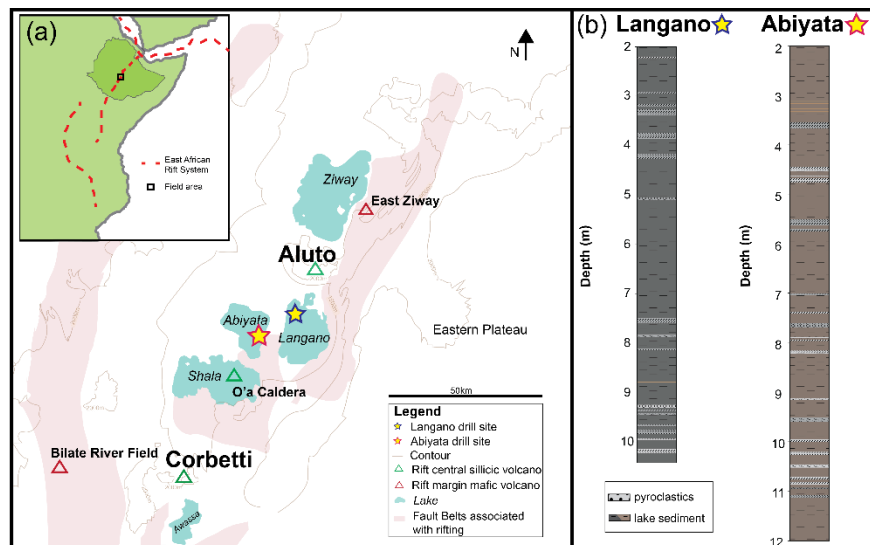 (a)
N
East African
Rift System
Field area
Ziway
East Ziway
Aluto
Abiyata
Langano
Eastern Plateau
Shala
O'a Caldera
50km
Bilate River Field
Corbetti
Awassa
Legend
Langano drill site
Abiyata drill site
Contour
Rift central sillicic volcano
Rift margin mafic volcano
Lake
Fault Belts associated
with rifting
(b)
Langano
Abiyata
Depth (m)
2
3
4
5
6
7
8
9
10
Depth (m)
2
3
4
5
6
7
8
9
10
11
12
pyroclastics
lake sediment